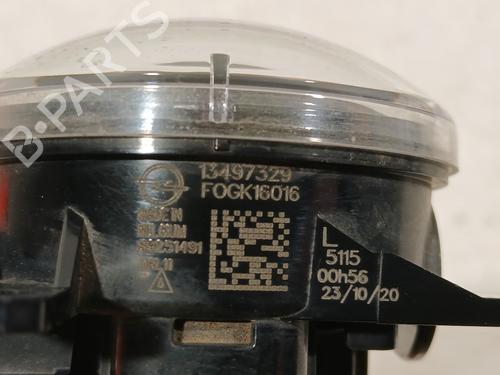 B-PARTS
13497329
FOGK16016
MADE IN
BELGIUM
L
5115
00h56
23/10/20